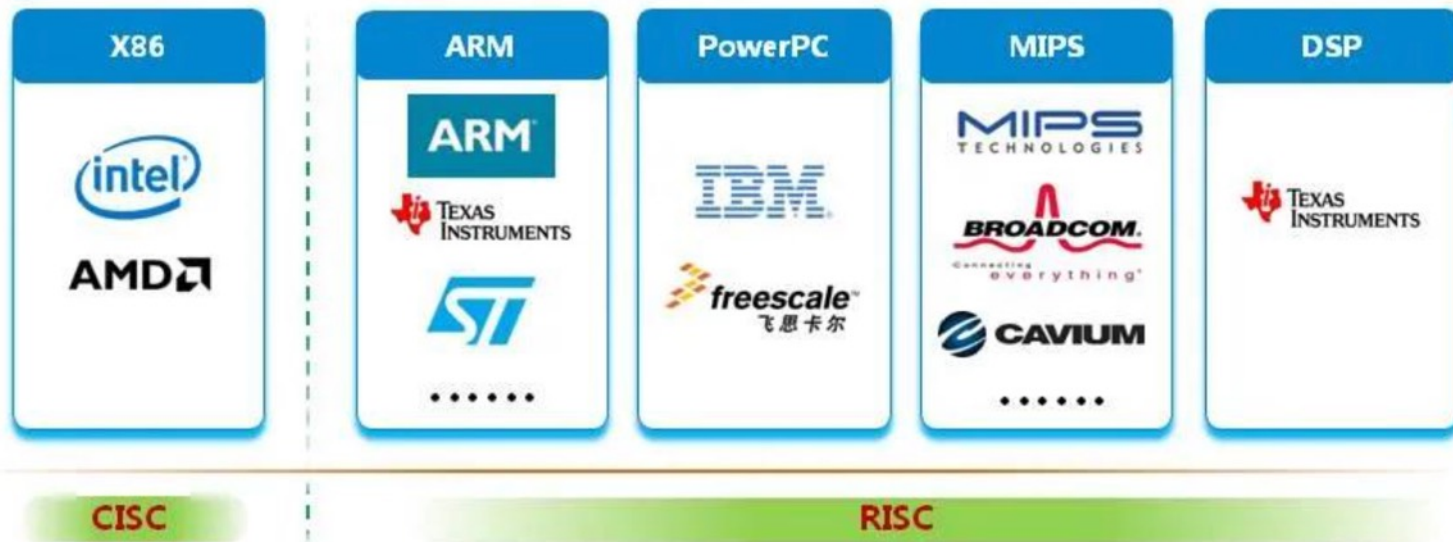 X86
ARM
PowerPC
MIPS
DSP
intel
AMD
ARM
TEXAS
INSTRUMENTS
ST
••••••
IBM
freescale™
飞思卡尔
MIPS
TECHNOLOGIES
BROADCOM.
Connecting
everything®
CAVIUM
••••••
TEXAS
INSTRUMENTS
CISC
RISC